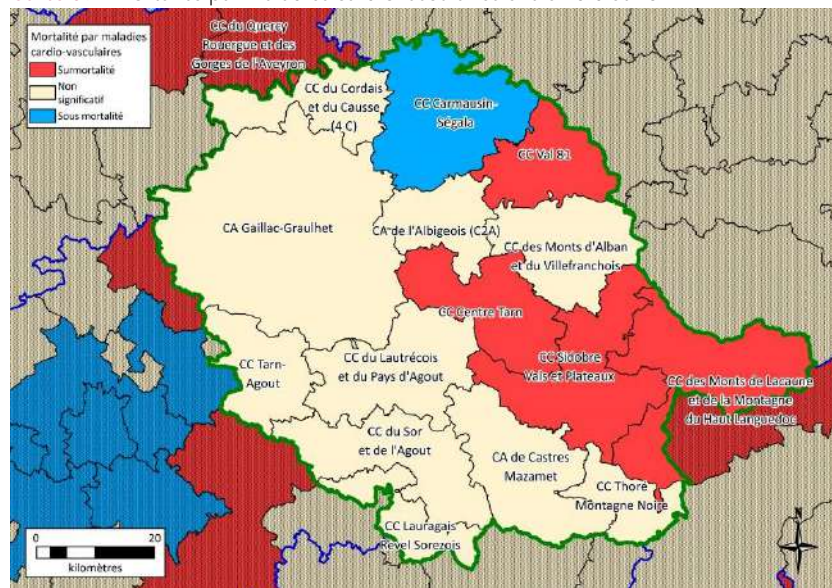 Mortalité par maladies
cardio-vasculaires
Surmortalité
Non
significatif
Sous mortalité
CC du Quercy
Rouergue et des
Gorges de l'Aveyron
CC du Cordais
et du Causse
(4 C)
CC Carmausin-
Ségala
CC Val 81
CA Gaillac-Graulhet
CA de l'Albigeois (C2A)
CC des Monts d'Alban
et du Villefranchois
CC Centre Tarn
CC Tarn-
Agout
CC du Lautrécois
et du Pays d'Agout
CC Sidobre
Vals et Plateaux
CC des Monts de Lacaune
et de la Montagne
du Haut Languedoc
CC du Sor
et de l'Agout
CA de Castres
Mazamet
CC Thoré
Montagne Noire
CC Lauragais
Revel Sorezois
0 20
kilomètres
N